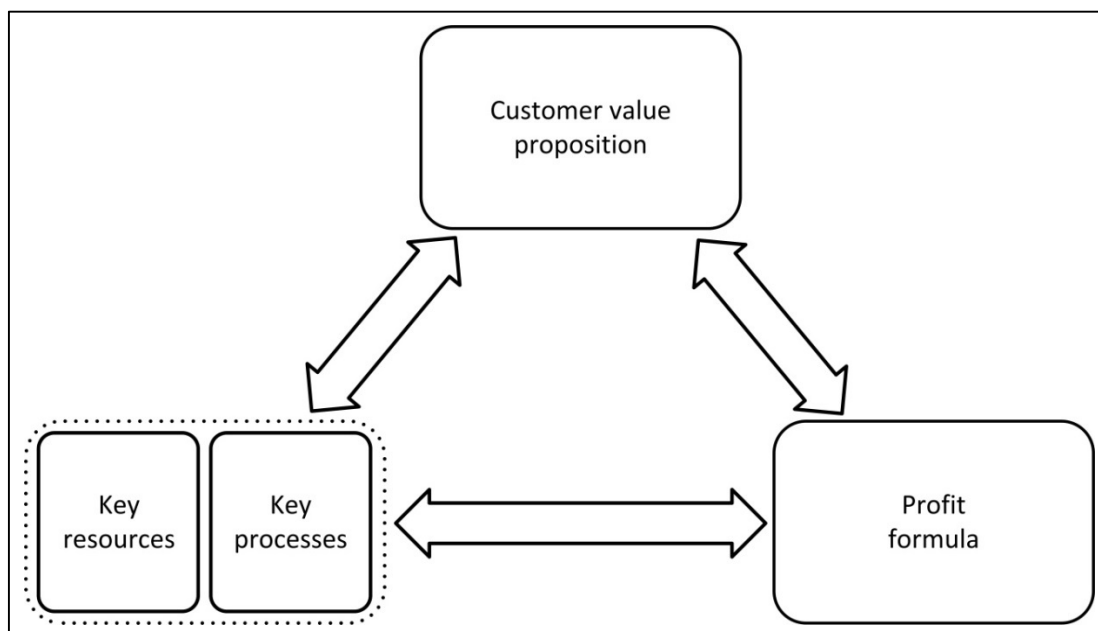 Customer value
proposition
Key
resources
Key
processes
Profit
formula